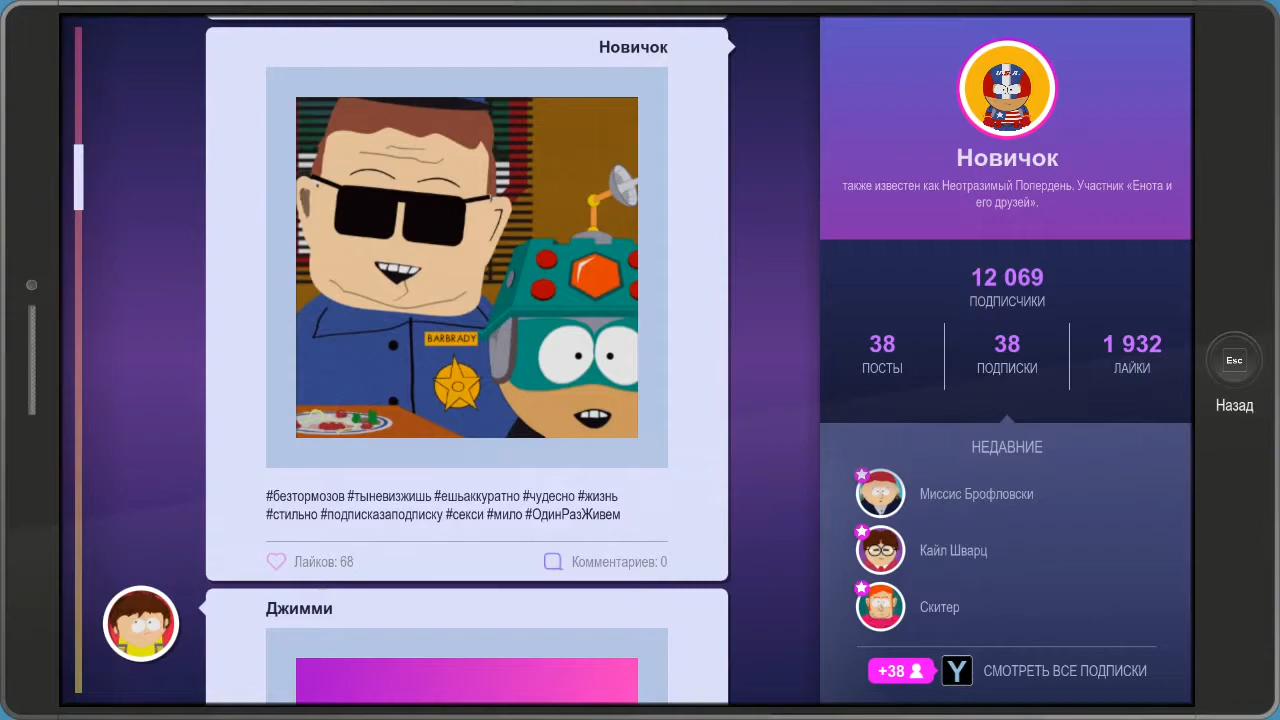 Новичок
BARBRADY
#безтормозов #тыневизжишь #ешьаккуратно #чудесно #жизнь
#стильно #подписказаподписку #секси #мило #ОдинРазЖивем
Лайков: 68
Комментариев: 0
Джимми
U.S.A.
Новичок
также известен как Неотразимый Попердень. Участник «Енота и
его друзей».
12 069
ПОДПИСЧИКИ
38
ПОСТЫ
38
ПОДПИСКИ
1 932
ЛАЙКИ
НЕДАВНИЕ
Миссис Брофловски
Кайл Шварц
Скитер
+38
Y
СМОТРЕТЬ ВСЕ ПОДПИСКИ
Esc
Назад